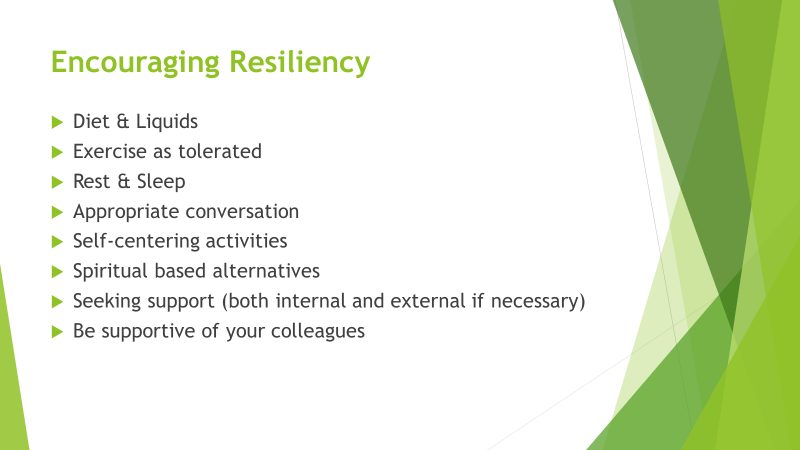 Encouraging Resiliency
Diet & Liquids
Exercise as tolerated
Rest & Sleep
Appropriate conversation
Self-centering activities
Spiritual based alternatives
Seeking support (both internal and external if necessary)
Be supportive of your colleagues